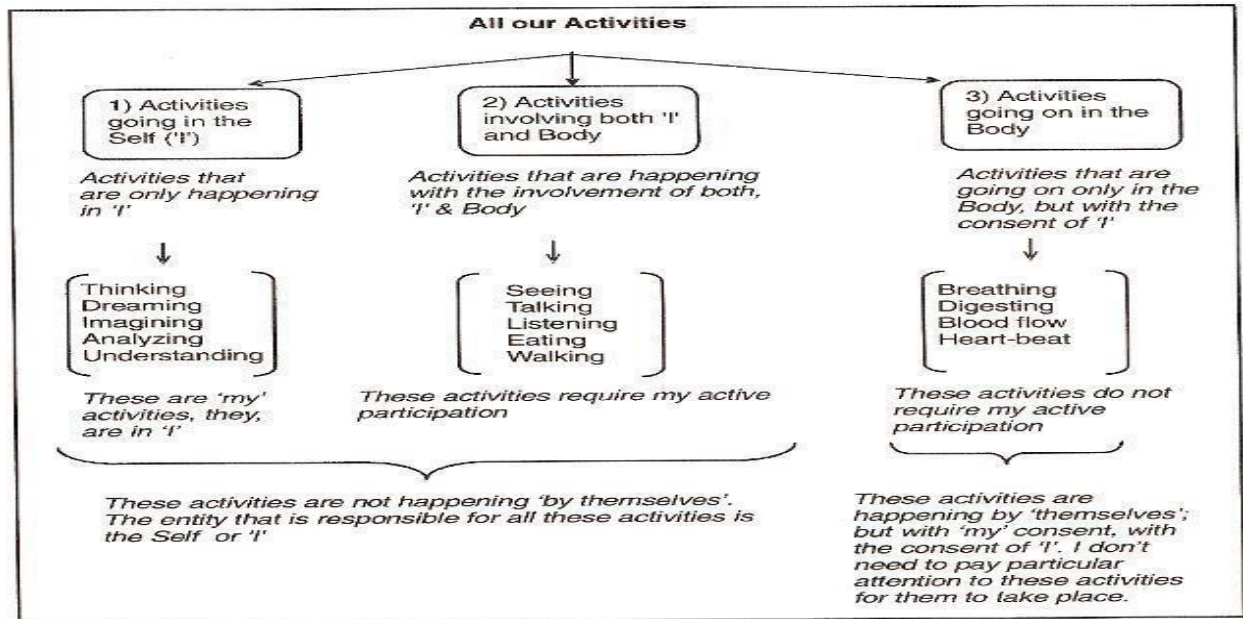 All our Activities
1) Activities
going in the
Self ('I')
Activities that
are only happening
in 'I'
Thinking
Dreaming
Imagining
Analyzing
Understanding
These are 'my'
activities, they,
are in 'I'
2) Activities
involving both 'I'
and Body
Activities that are happening
with the involvement of both,
'I' & Body
Seeing
Talking
Listening
Eating
Walking
These activities require my active
participation
These activities are not happening 'by themselves'.
The entity that is responsible for all these activities is
the Self or 'I'
3) Activities
going on in the
Body
Activities that are
going on only in the
Body, but with the
consent of 'I'
Breathing
Digesting
Blood flow
Heart-beat
These activities do not
require my active
participation
These activities are
happening by 'themselves';
but with 'my' consent, with
the consent of 'I'. I don't
need to pay particular
attention to these activities
for them to take place.